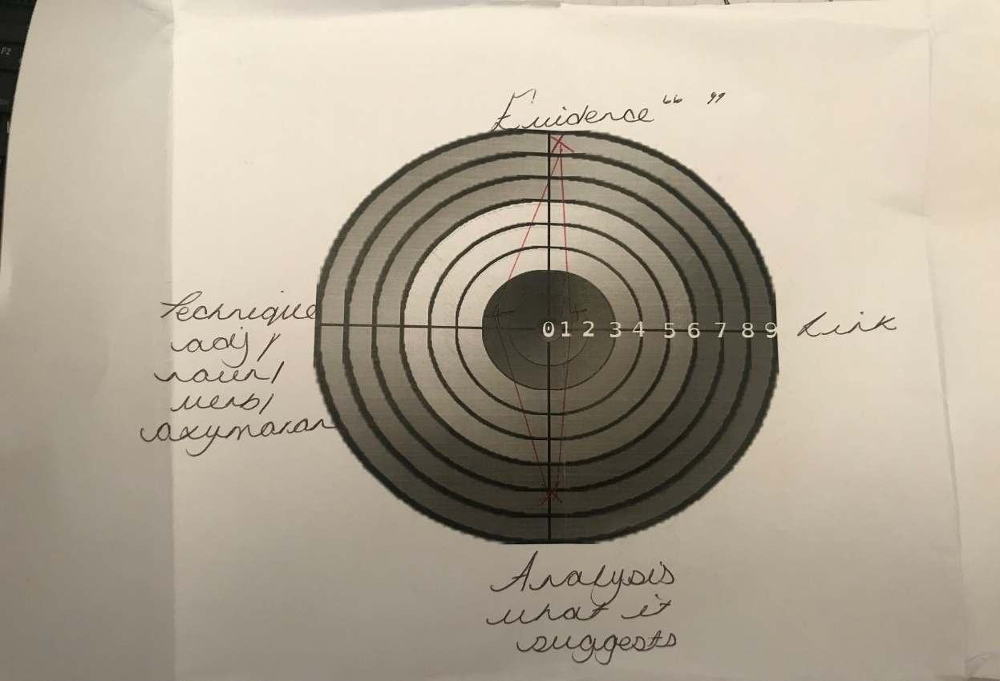 F2
Evidence " "
Technique
adj /
noun /
verb /
oxymoron
0 1 2 3 4 5 6 7 8 9
Link
Analysis
what it
suggests